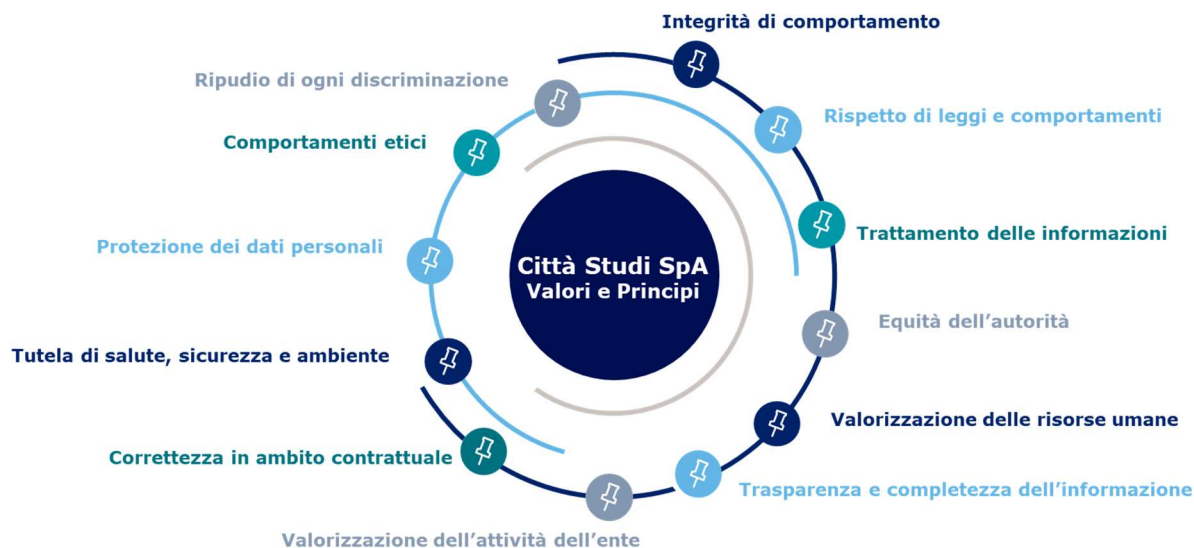 Integrità di comportamento
Ripudio di ogni discriminazione
Rispetto di leggi e comportamenti
Comportamenti etici
Trattamento delle informazioni
Protezione dei dati personali
Città Studi SpA
Valori e Principi
Equità dell’autorità
Tutela di salute, sicurezza e ambiente
Valorizzazione delle risorse umane
Correttezza in ambito contrattuale
Trasparenza e completezza dell’informazione
Valorizzazione dell’attività dell’ente